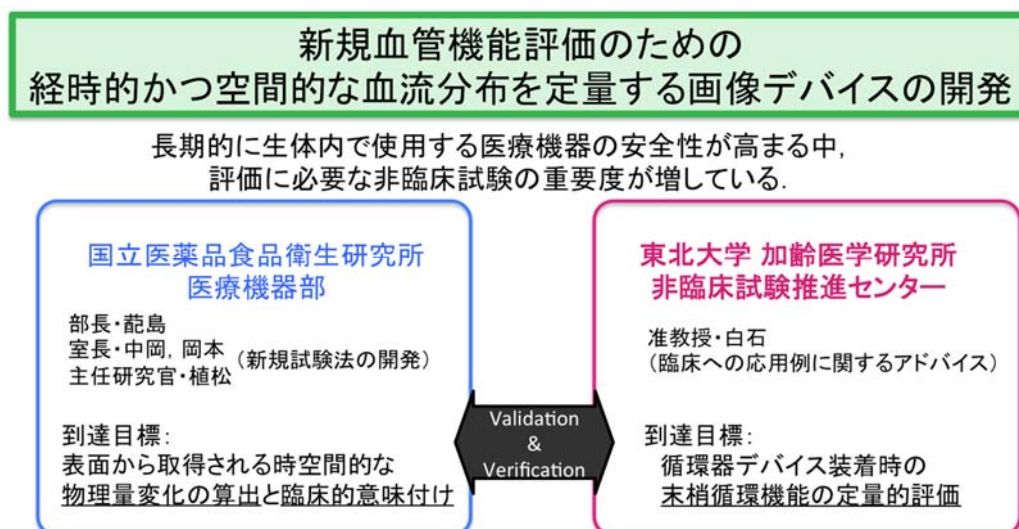 新規血管機能評価のための
経時的かつ空間的な血流分布を定量する画像デバイスの開発
長期的に生体内で使用する医療機器の安全性が高まる中,
評価に必要な非臨床試験の重要度が増している.
国立医薬品食品衛生研究所
医療機器部
部長・蓜島
室長・中岡, 岡本
主任研究官・植松
(新規試験法の開発)
到達目標:
表面から取得される時空間的な
物理量変化の算出と臨床的意味付け
Validation
&
Verification
東北大学 加齢医学研究所
非臨床試験推進センター
准教授・白石
(臨床への応用例に関するアドバイス)
到達目標:
循環器デバイス装着時の
末梢循環機能の定量的評価